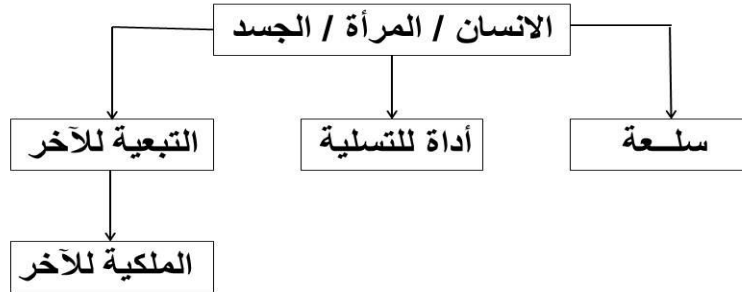 الانسان / المرأة / الجسد
سلــعة
أداة للتسلية
التبعية للآخر
الملكية للآخر